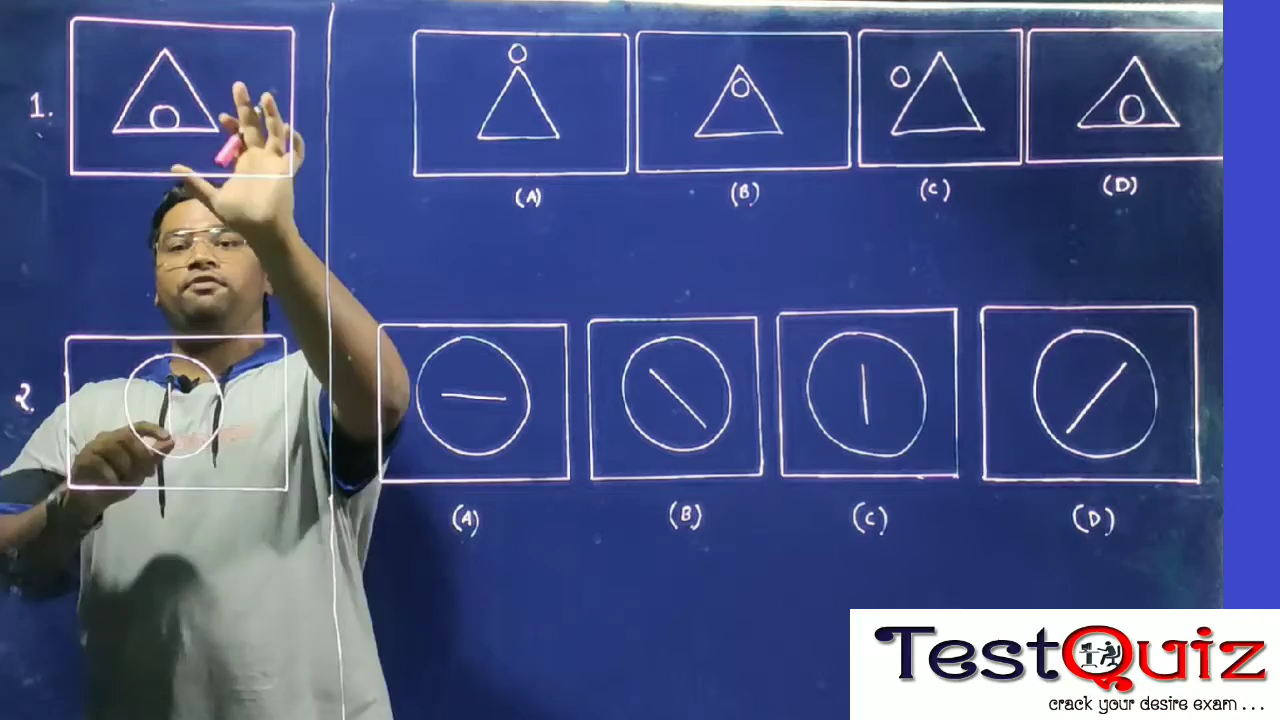 1.
(A) (B) (C) (D)
2.
(A) (B) (C) (D)
TestQuiz
crack your desire exam . . .